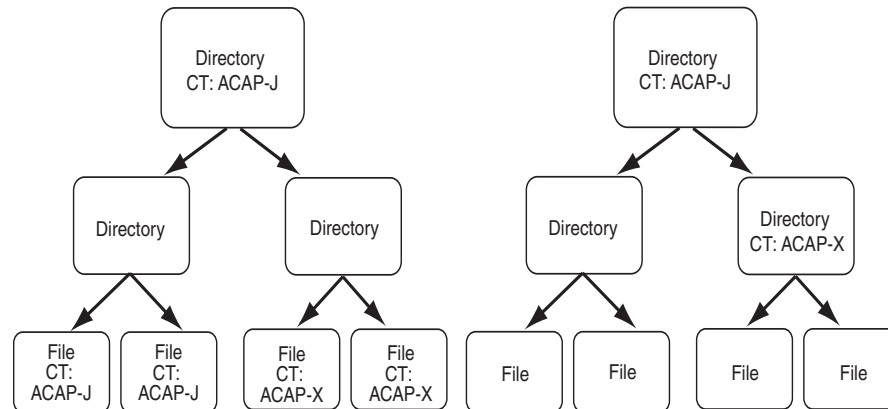 Directory
CT: ACAP-J
Directory
CT: ACAP-J
Directory
Directory
Directory
Directory
CT: ACAP-X
File
CT:
ACAP-J
File
CT:
ACAP-J
File
CT:
ACAP-X
File
CT:
ACAP-X
File
File
File
File